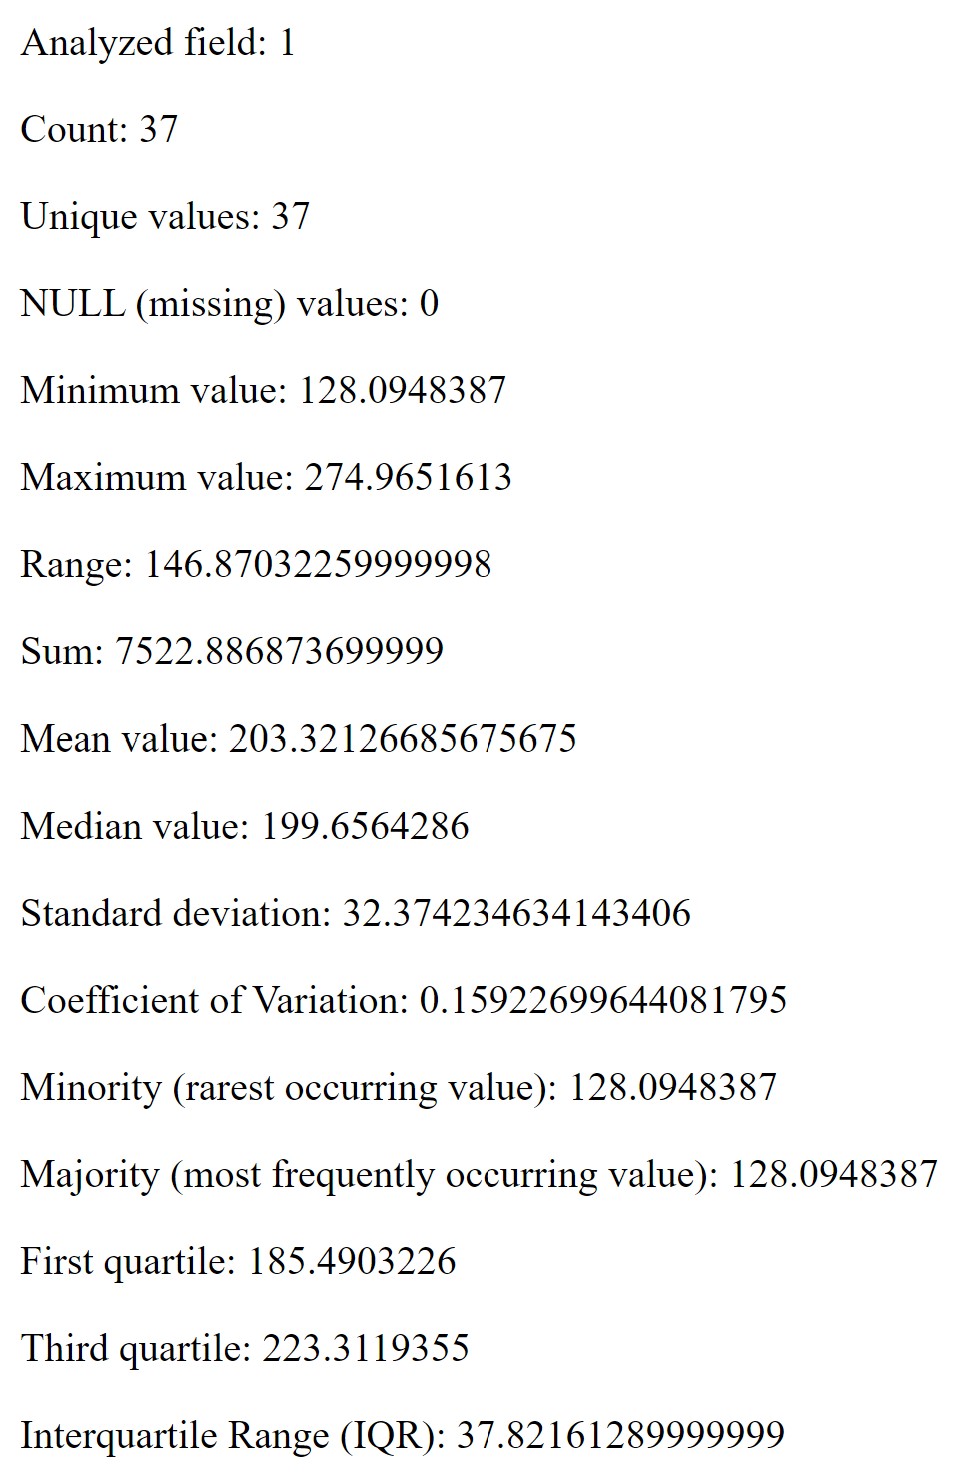 Analyzed field: 1
Count: 37
Unique values: 37
NULL (missing) values: 0
Minimum value: 128.0948387
Maximum value: 274.9651613
Range: 146.87032259999998
Sum: 7522.886873699999
Mean value: 203.32126685675675
Median value: 199.6564286
Standard deviation: 32.374234634143406
Coefficient of Variation: 0.15922699644081795
Minority (rarest occurring value): 128.0948387
Majority (most frequently occurring value): 128.0948387
First quartile: 185.4903226
Third quartile: 223.3119355
Interquartile Range (IQR): 37.82161289999999